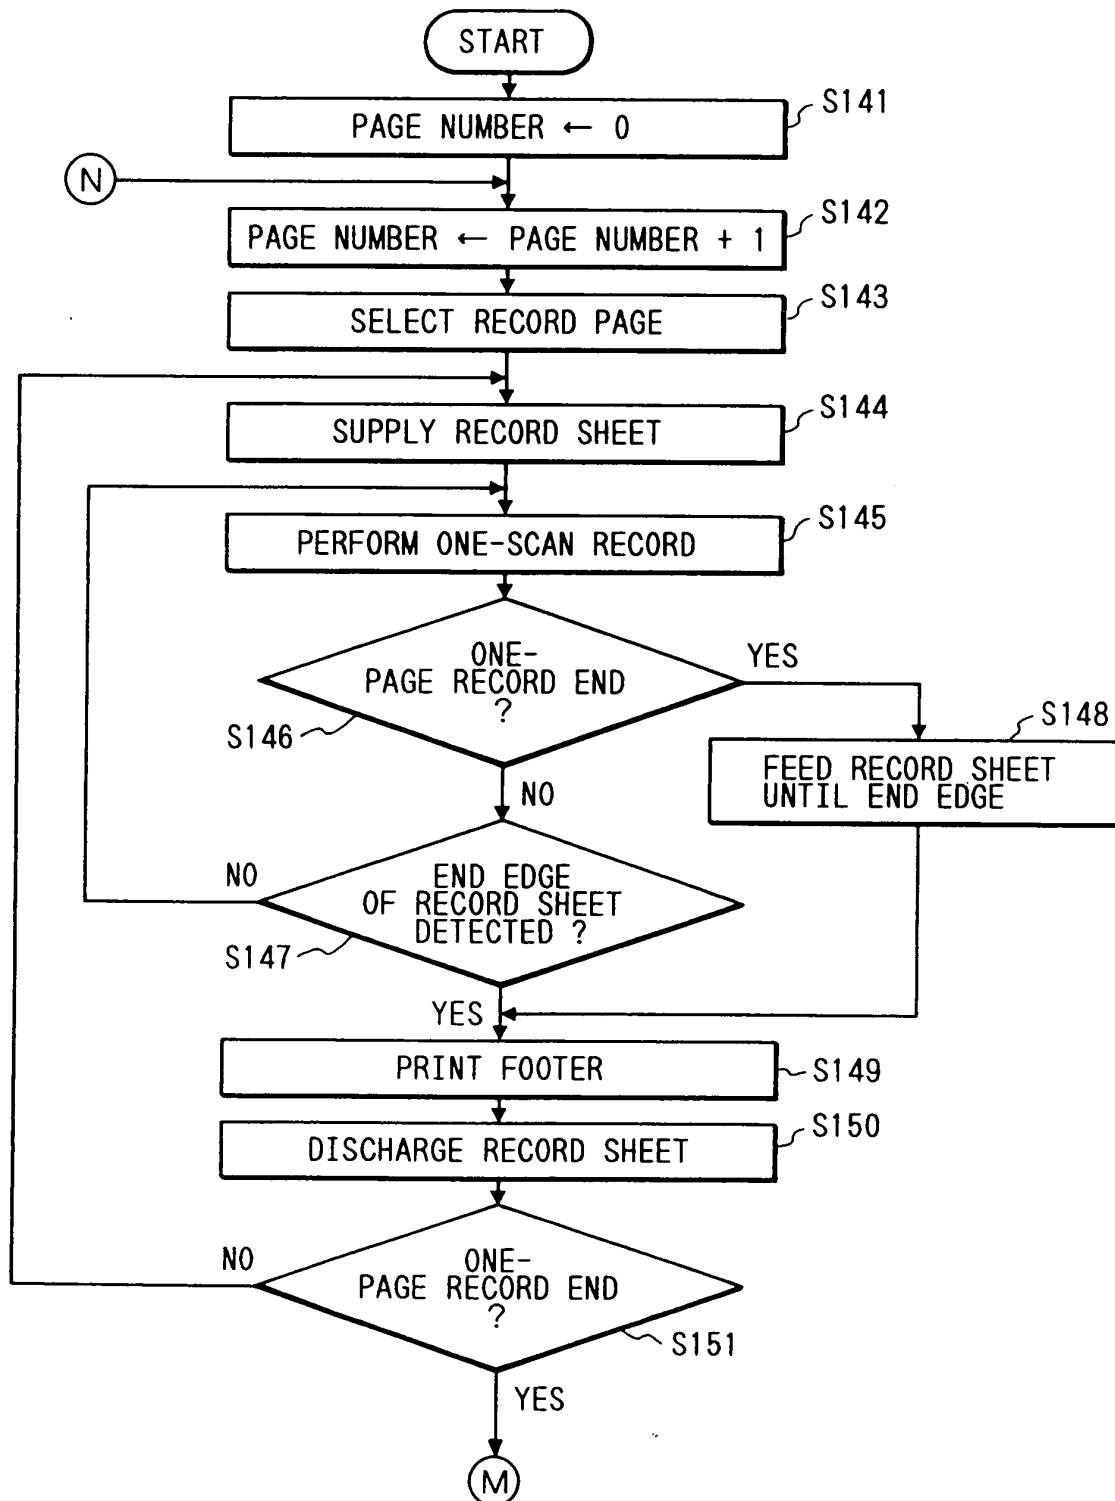 START
S141
PAGE NUMBER ← 0
N
S142
PAGE NUMBER ← PAGE NUMBER + 1
S143
SELECT RECORD PAGE
S144
SUPPLY RECORD SHEET
S145
PERFORM ONE-SCAN RECORD
ONE-
PAGE RECORD END
?
YES
S146
S148
FEED RECORD SHEET
UNTIL END EDGE
NO
NO
END EDGE
OF RECORD SHEET
DETECTED ?
S147
YES
PRINT FOOTER
S149
S150
DISCHARGE RECORD SHEET
NO
ONE-
PAGE RECORD END
?
S151
YES
M